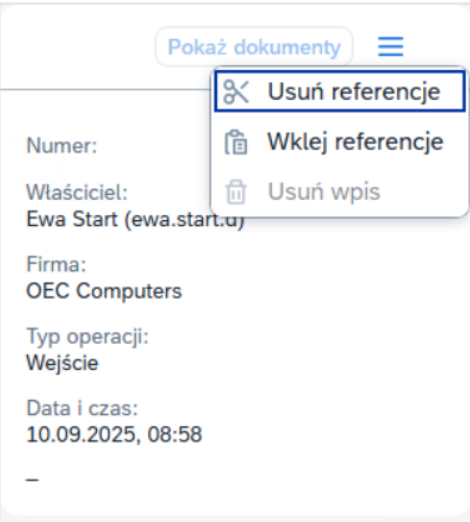 Pokaż dokumenty
Usuń referencje
Wklej referencje
Usuń wpis
Numer:
Właściciel:
Ewa Start (ewa.start.d)
Firma:
OEC Computers
Typ operacji:
Wejście
Data i czas:
10.09.2025, 08:58
–